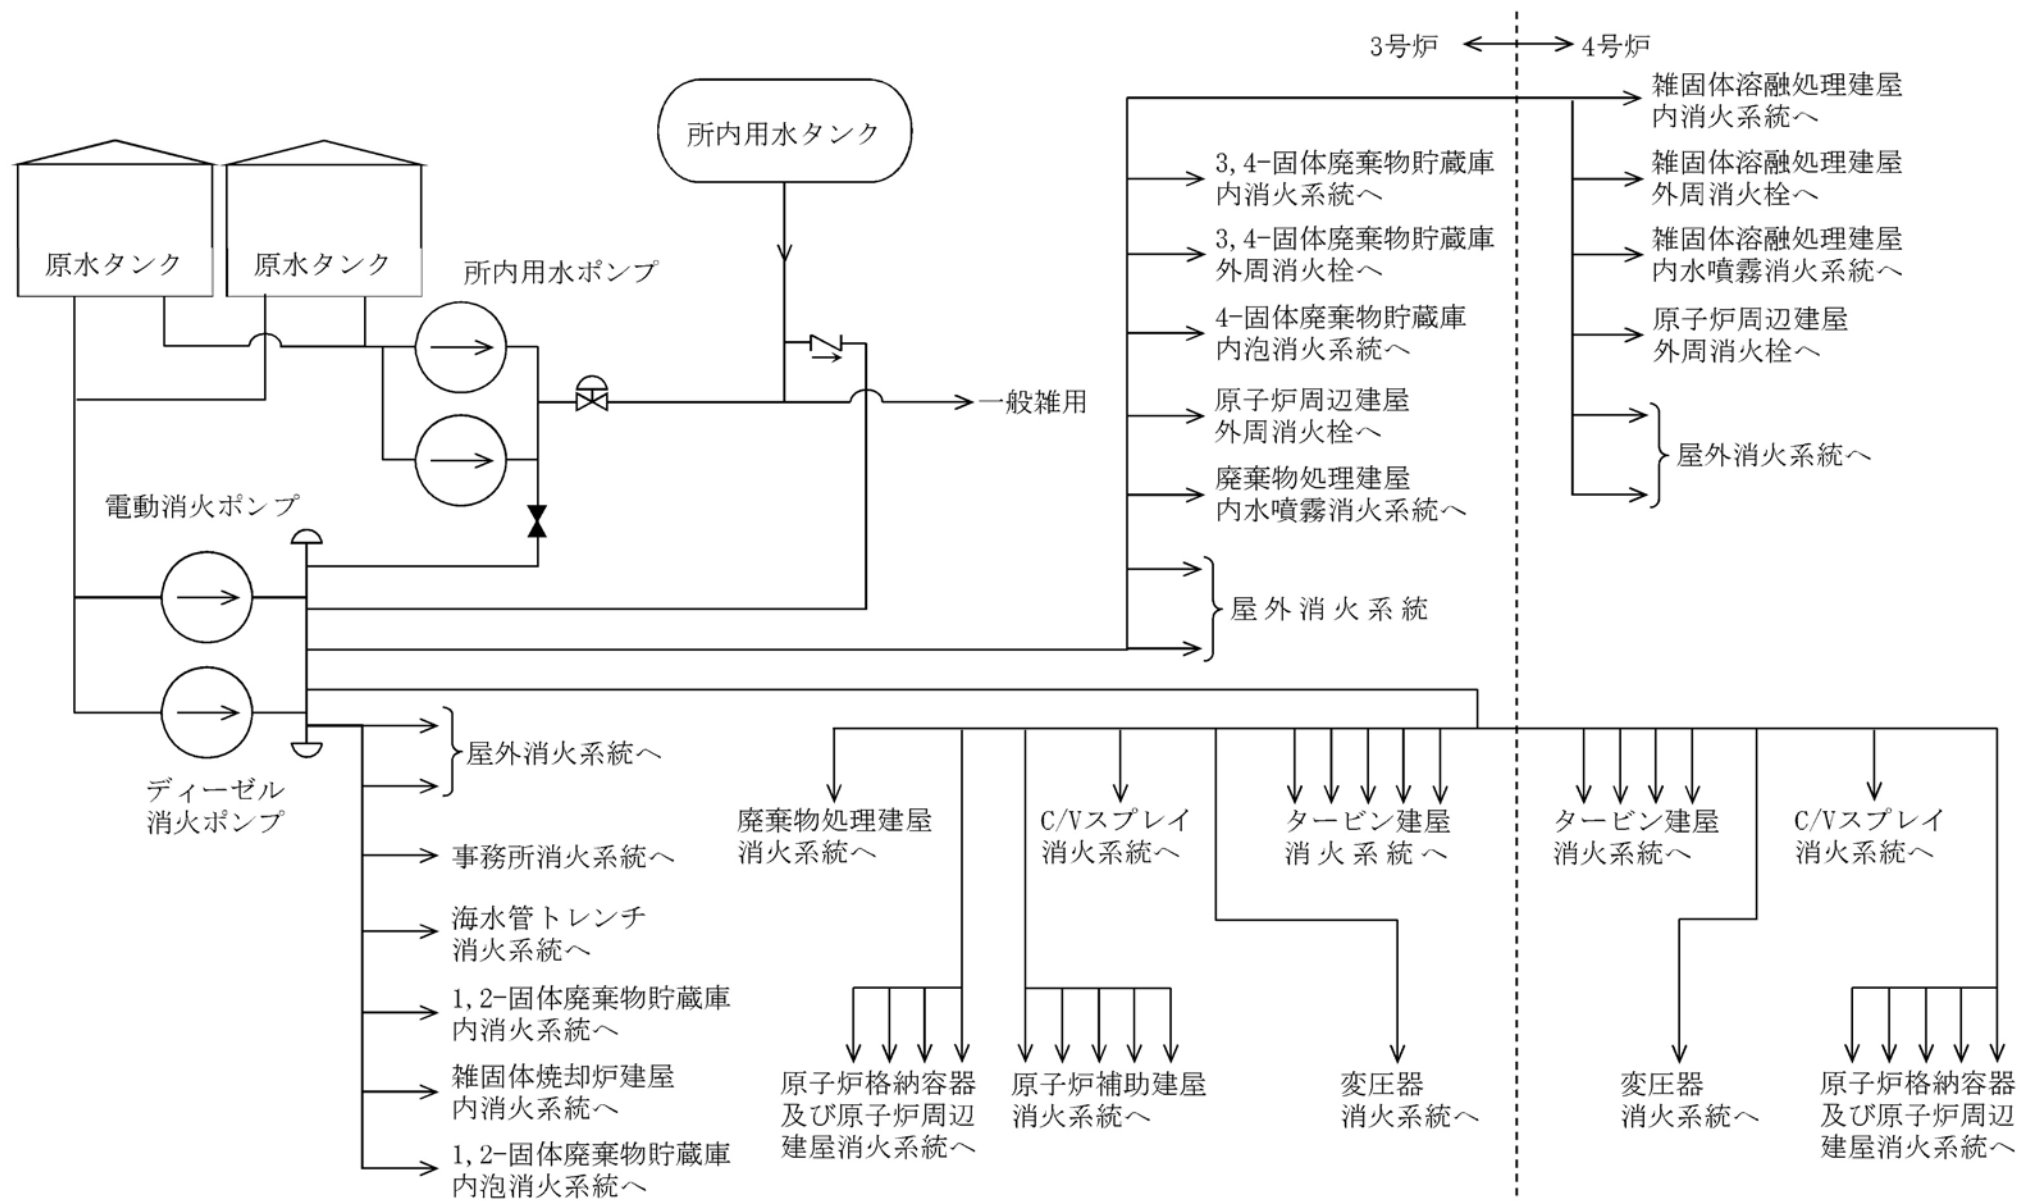 3号炉
4号炉
所内用水タンク
原水タンク
原水タンク
所内用水ポンプ
一般雑用
電動消火ポンプ
ディーゼル
消火ポンプ
3,4-固体廃棄物貯蔵庫
内消火系統へ
3,4-固体廃棄物貯蔵庫
外周消火栓へ
4-固体廃棄物貯蔵庫
内泡消火系統へ
原子炉周辺建屋
外周消火栓へ
廃棄物処理建屋
内水噴霧消火系統へ
屋外消火系統
雑固体溶融処理建屋
内消火系統へ
雑固体溶融処理建屋
外周消火栓へ
雑固体溶融処理建屋
内水噴霧消火系統へ
原子炉周辺建屋
外周消火栓へ
屋外消火系統へ
屋外消火系統へ
事務所消火系統へ
海水管トレンチ
消火系統へ
1,2-固体廃棄物貯蔵庫
内消火系統へ
雑固体焼却炉建屋
内消火系統へ
1,2-固体廃棄物貯蔵庫
内泡消火系統へ
廃棄物処理建屋
消火系統へ
C/Vスプレイ
消火系統へ
タービン建屋
消火系統へ
タービン建屋
消火系統へ
C/Vスプレイ
消火系統へ
原子炉格納容器
及び原子炉周辺
建屋消火系統へ
原子炉補助建屋
消火系統へ
変圧器
消火系統へ
変圧器
消火系統へ
原子炉格納容器
及び原子炉周辺
建屋消火系統へ